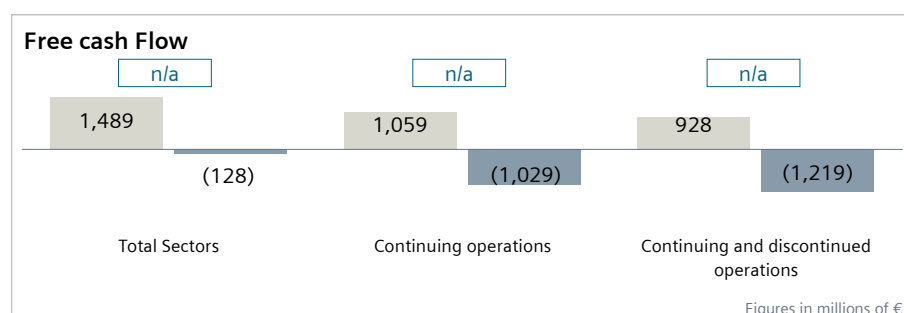 Free cash Flow
n/a n/a n/a
1,489 1,059 928
(128) (1,029) (1,219)
Total Sectors Continuing operations Continuing and discontinued
operations
Figures in millions of €